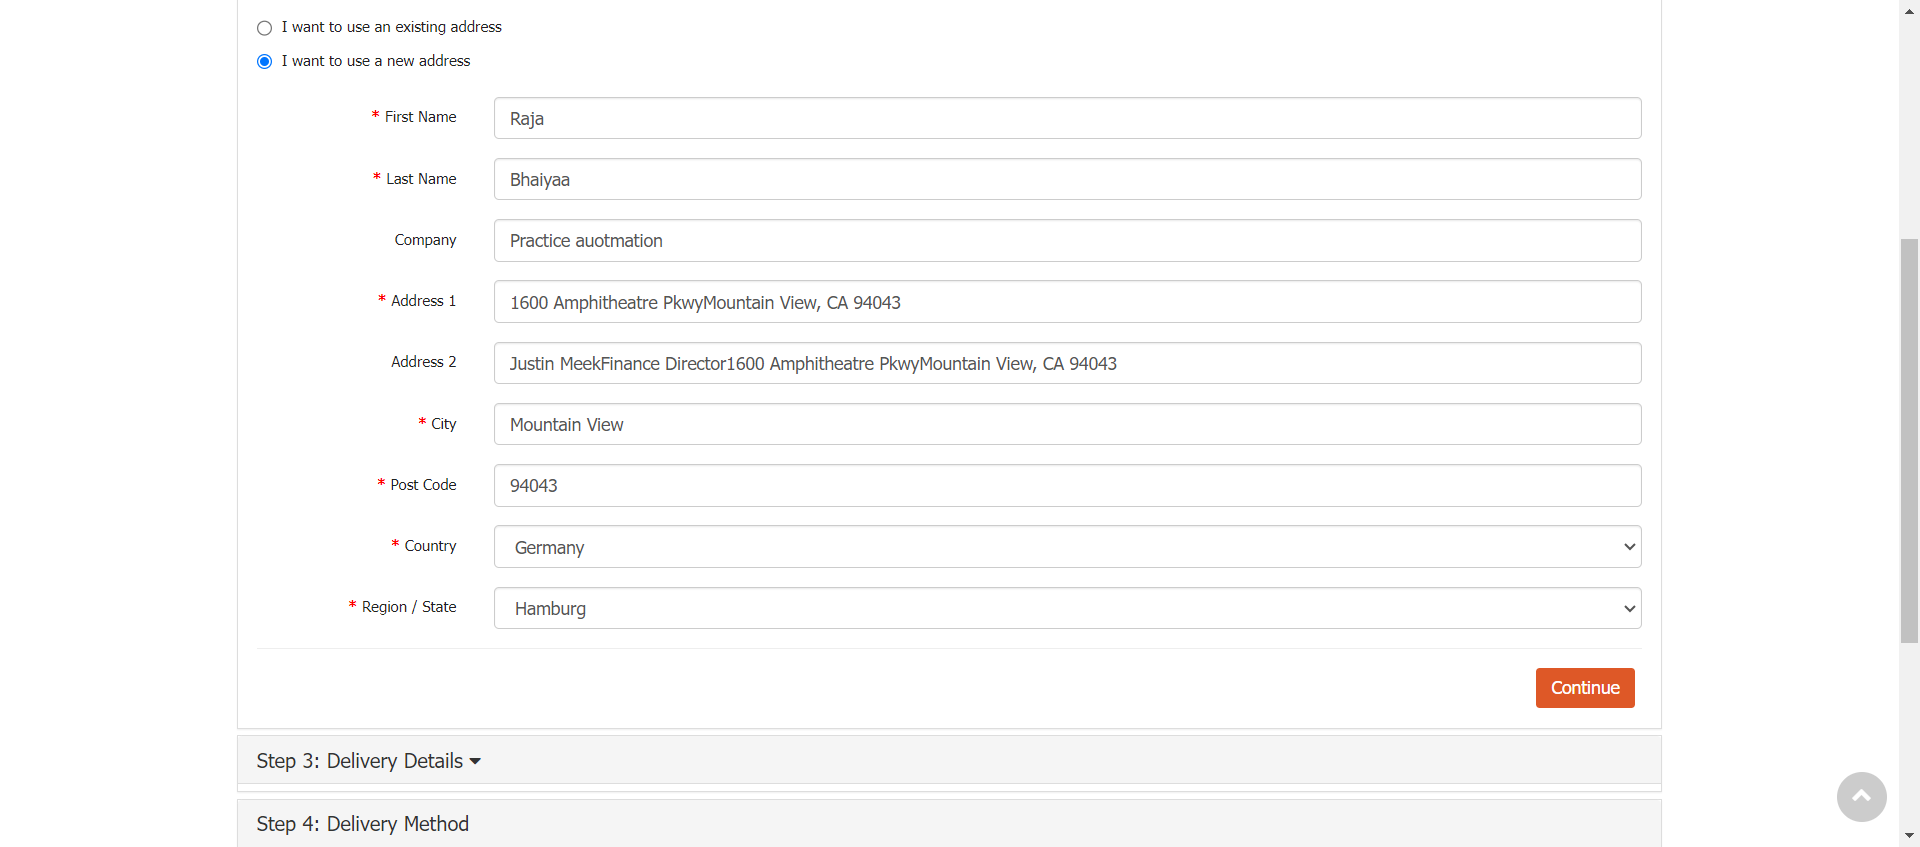 I want to use an existing address
I want to use a new address
* First Name
Raja
* Last Name
Bhaiyaa
Company
Practice auotmation
* Address 1
1600 Amphitheatre PkwyMountain View, CA 94043
Address 2
Justin MeekFinance Director1600 Amphitheatre PkwyMountain View, CA 94043
* City
Mountain View
* Post Code
94043
* Country
Germany
* Region / State
Hamburg
Continue
Step 3: Delivery Details
Step 4: Delivery Method